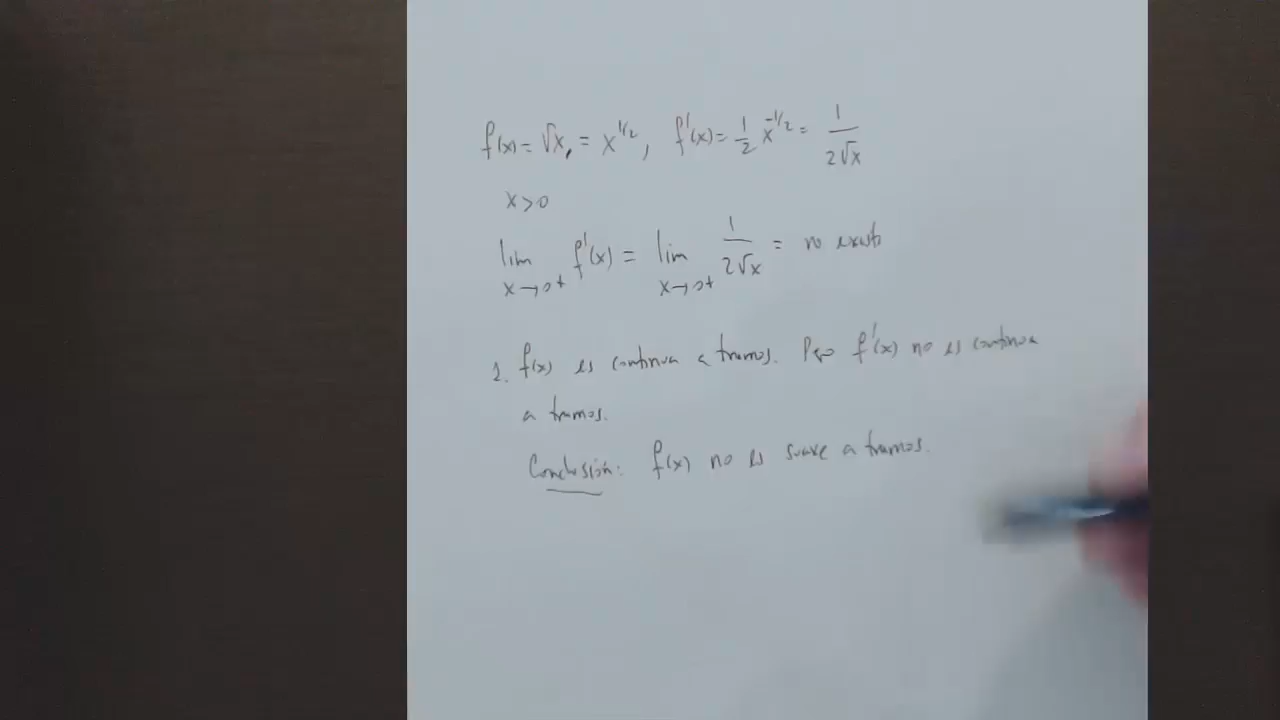 f(x) = √x, = x^{1/2}, f'(x) = 1/2 x^{-1/2} = 1/(2√x)
x > 0
lim x→0+ f'(x) = lim x→0+ 1/(2√x) = no existe
1. f(x) es continua a tramos. Pero f'(x) no es continua
a tramos.
Conclusión: f(x) no es suave a tramos.